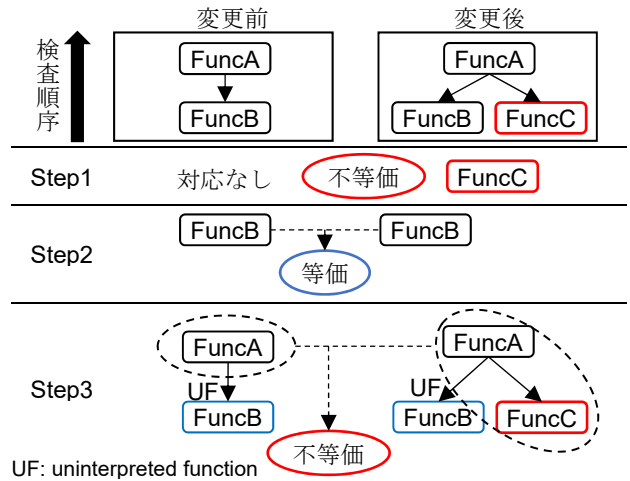 変更前
変更後
検査順序
FuncA
FuncB
FuncA
FuncB
FuncC
Step1
対応なし
不等価
FuncC
Step2
FuncB
FuncB
等価
Step3
FuncA
UF
FuncB
FuncA
UF
FuncB
FuncC
不等価
UF: uninterpreted function